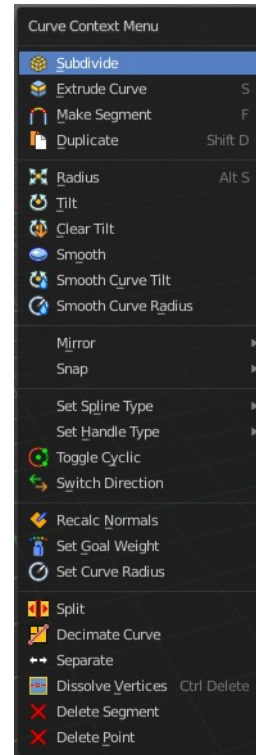 Curve Context Menu
Subdivide
Extrude Curve S
Make Segment F
Duplicate Shift D
Radius Alt S
Tilt
Clear Tilt
Smooth
Smooth Curve Tilt
Smooth Curve Radius
Mirror
Snap
Set Spline Type
Set Handle Type
Toggle Cyclic
Switch Direction
Recalc Normals
Set Goal Weight
Set Curve Radius
Split
Decimate Curve
Separate
Dissolve Vertices Ctrl Delete
Delete Segment
Delete Point